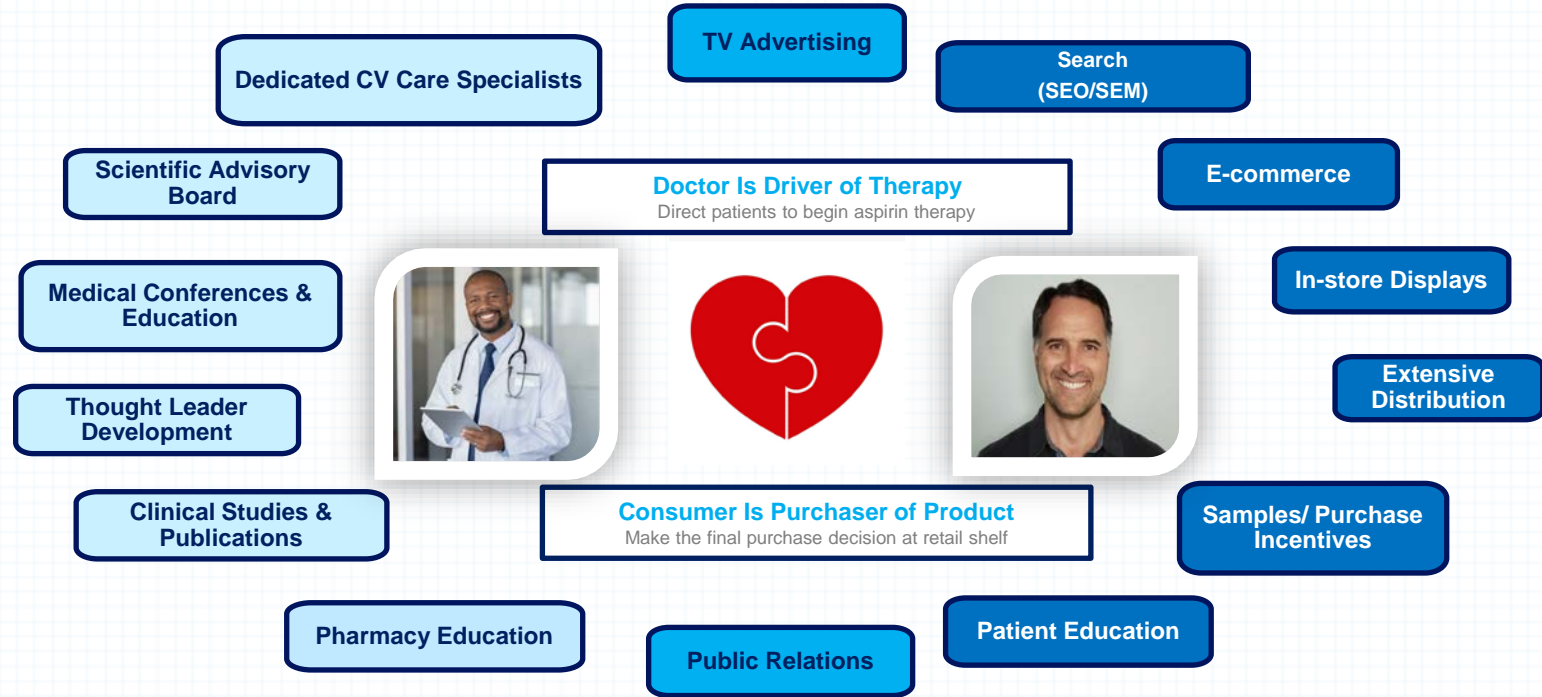 TV Advertising
Dedicated CV Care Specialists
Search
(SEO/SEM)
Scientific Advisory
Board
Doctor Is Driver of Therapy
Direct patients to begin aspirin therapy
E-commerce
Medical Conferences &
Education
In-store Displays
Thought Leader
Development
Extensive
Distribution
Clinical Studies &
Publications
Consumer Is Purchaser of Product
Make the final purchase decision at retail shelf
Samples/ Purchase
Incentives
Pharmacy Education
Public Relations
Patient Education